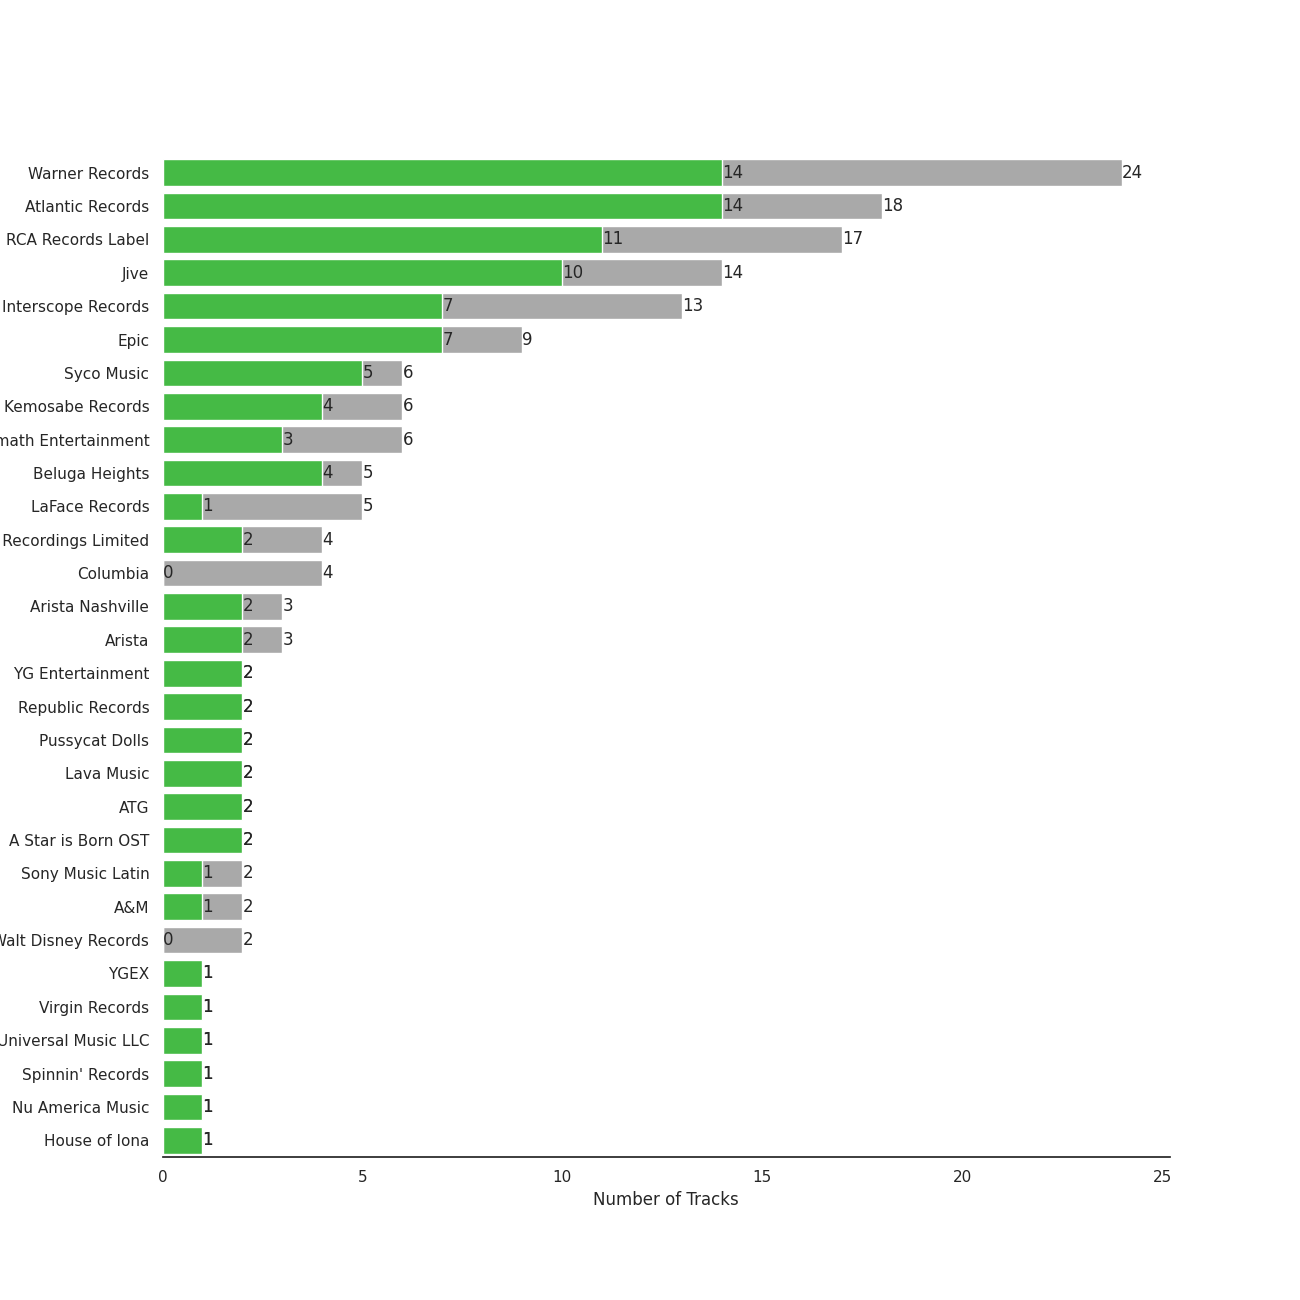 Warner Records 14 24
Atlantic Records 14 18
RCA Records Label 11 17
Jive 10 14
Interscope Records 7 13
Epic 7 9
Syco Music 5 6
Kemosabe Records 4 6
Entertainment 3 6
Beluga Heights 4 5
LaFace Records 1 5
Recordings Limited 2 4
Columbia 0 4
Arista Nashville 2 3
Arista 2 3
YG Entertainment 2
Republic Records 2
Pussycat Dolls 2
Lava Music 2
ATG 2
A Star is Born OST 2
Sony Music Latin 1 2
A&M 1 2
Walt Disney Records 0 2
YGEX 1
Virgin Records 1
Universal Music LLC 1
Spinnin' Records 1
Nu America Music 1
House of Iona 1
0 5 10 15 20 25
Number of Tracks